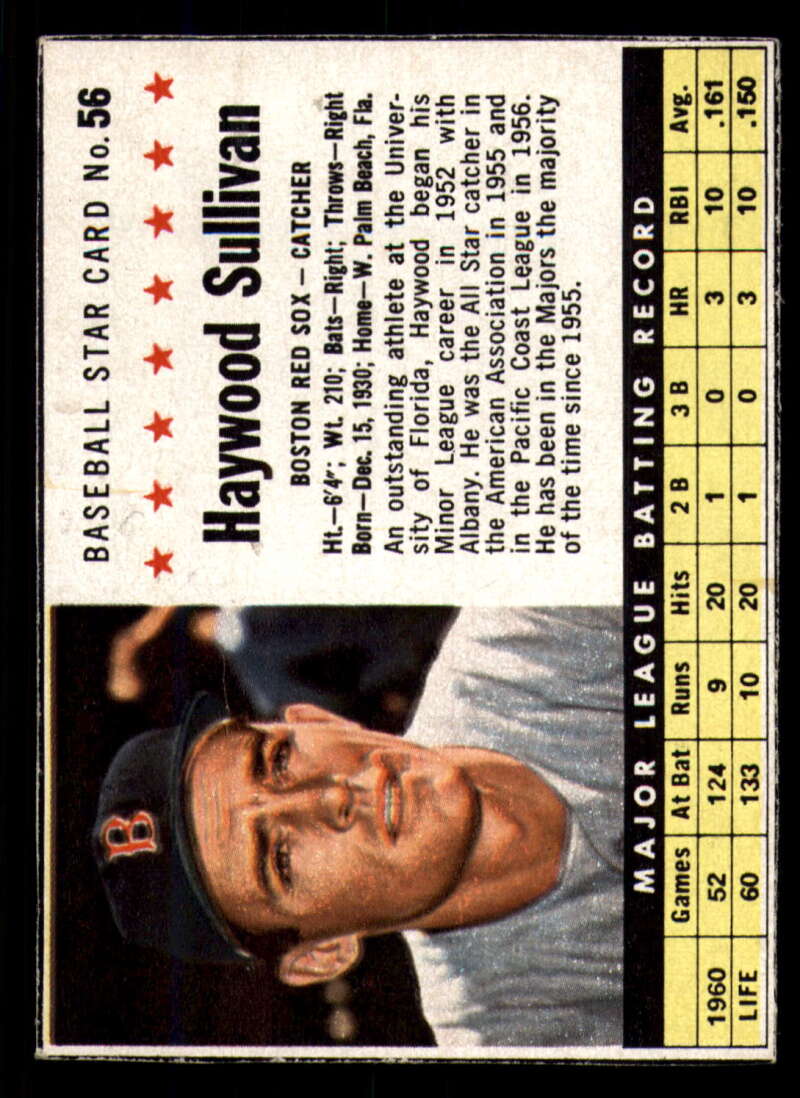 BASEBALL STAR CARD No. 56
Haywood Sullivan
BOSTON RED SOX — CATCHER
Ht.—6'4"; Wt. 210; Bats—Right; Throws—Right
Born—Dec. 15, 1930; Home—W. Palm Beach, Fla.
An outstanding athlete at the Univer-
sity of Florida, Haywood began his
Minor League career in 1952 with
Albany. He was the All Star catcher in
the American Association in 1955 and
in the Pacific Coast League in 1956.
He has been in the Majors the majority
of the time since 1955.
B
MAJOR LEAGUE BATTING RECORD
Games At Bat Runs Hits 2 B 3 B HR RBI Avg.
1960 52 124 9 20 1 0 3 10 .161
LIFE 60 133 10 20 1 0 3 10 .150